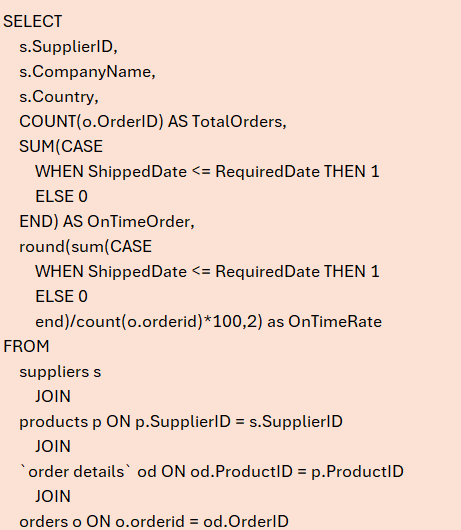 SELECT
s.SupplierID,
s.CompanyName,
s.Country,
COUNT(o.OrderID) AS TotalOrders,
SUM(CASE
WHEN ShippedDate <= RequiredDate THEN 1
ELSE 0
END) AS OnTimeOrder,
round(sum(CASE
WHEN ShippedDate <= RequiredDate THEN 1
ELSE 0
end)/count(o.orderid)*100,2) as OnTimeRate
FROM
suppliers s
JOIN
products p ON p.SupplierID = s.SupplierID
JOIN
`order details` od ON od.ProductID = p.ProductID
JOIN
orders o ON o.orderid = od.OrderID